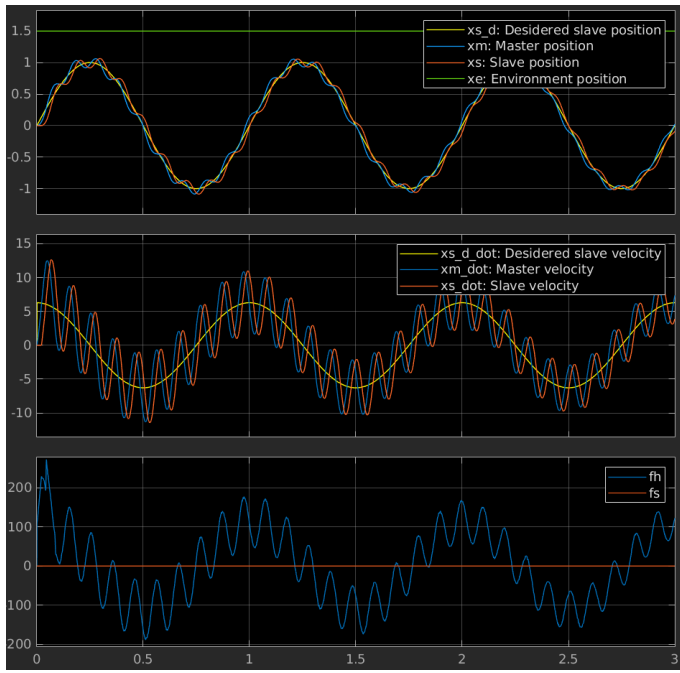 1.5
1
0.5
0
-0.5
-1
xs_d: Desidered slave position
xm: Master position
xs: Slave position
xe: Environment position
15
10
5
0
-5
-10
xs_d_dot: Desidered slave velocity
xm_dot: Master velocity
xs_dot: Slave velocity
200
100
0
100
200
fh
fs
0
0.5
1
1.5
2
2.5
3